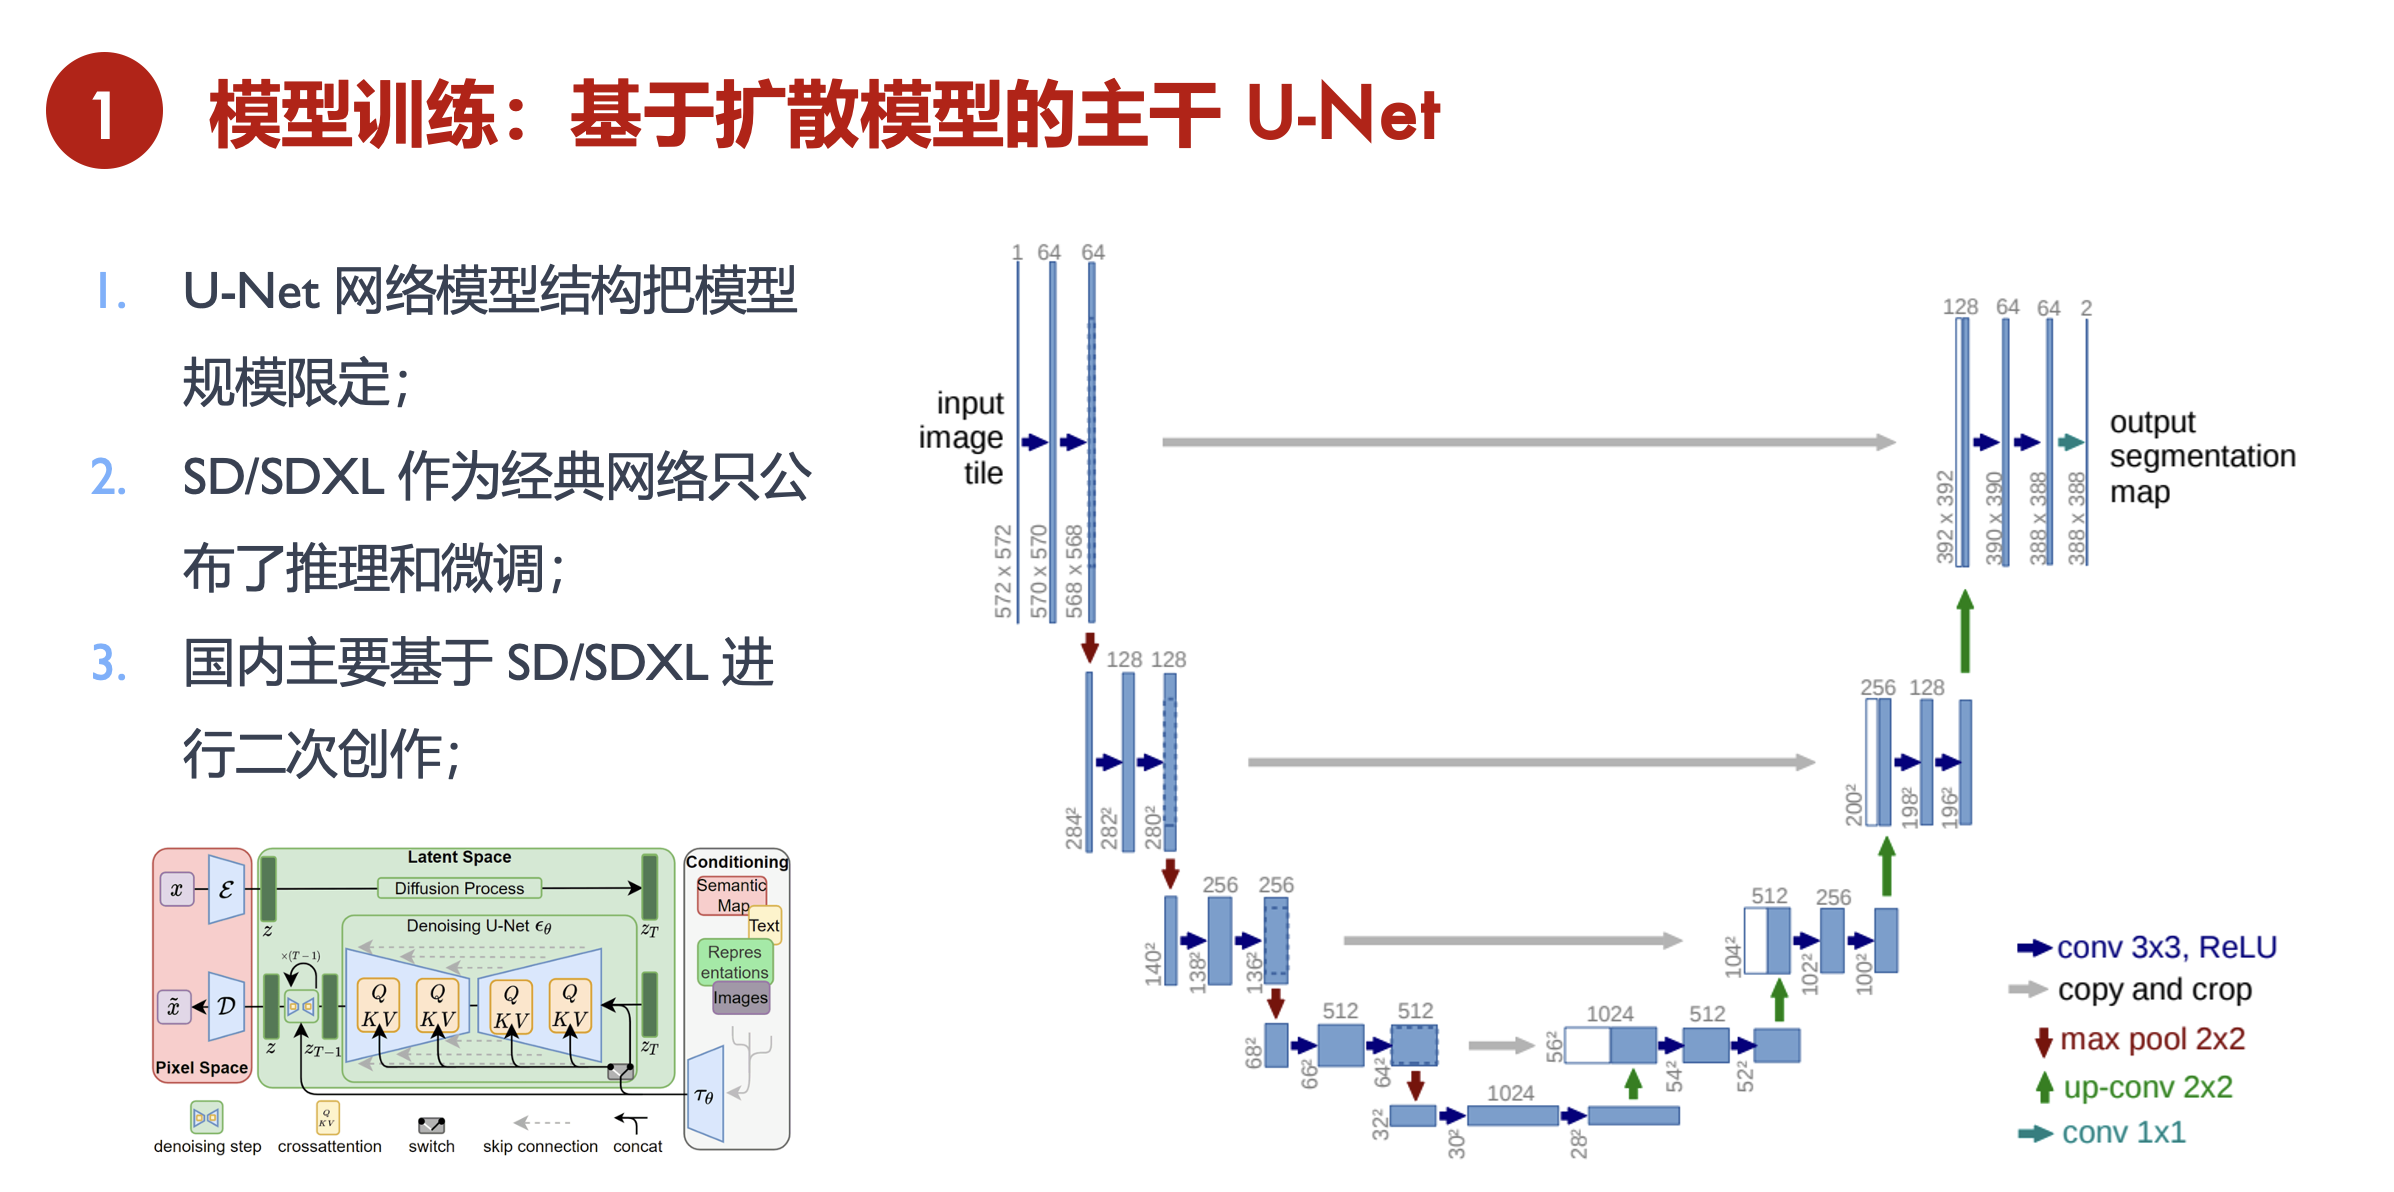 1
模型训练：基于扩散模型的主干 U-Net
1. U-Net 网络模型结构把模型
规模限定；
2. SD/SDXL 作为经典网络只公
布了推理和微调；
3. 国内主要基于 SD/SDXL 进
行二次创作；
Latent Space
Conditioning
x
ℰ
Diffusion Process
z
z_T
Semantic
Map
Text
Denoising U-Net ϵ_θ
Repres
entations
Images
×(T−1)
x̃
𝒟
Q
KV
Q
KV
Q
KV
Q
KV
z
z_{T−1}
z_T
Pixel Space
τ_θ
Q
KV
denoising step
crossattention
switch
skip connection
concat
1 64 64
input
image
tile
572 x 572
570 x 570
568 x 568
128 64 64 2
output
segmentation
map
392 x 392
390 x 390
388 x 388
388 x 388
128 128
284²
282²
280²
256 128
200²
198²
196²
256 256
140²
138²
136²
512 256
104²
102²
100²
512 512
68²
66²
64²
1024 512
56²
54²
52²
1024
32²
30²
28²
conv 3x3, ReLU
copy and crop
max pool 2x2
up-conv 2x2
conv 1x1